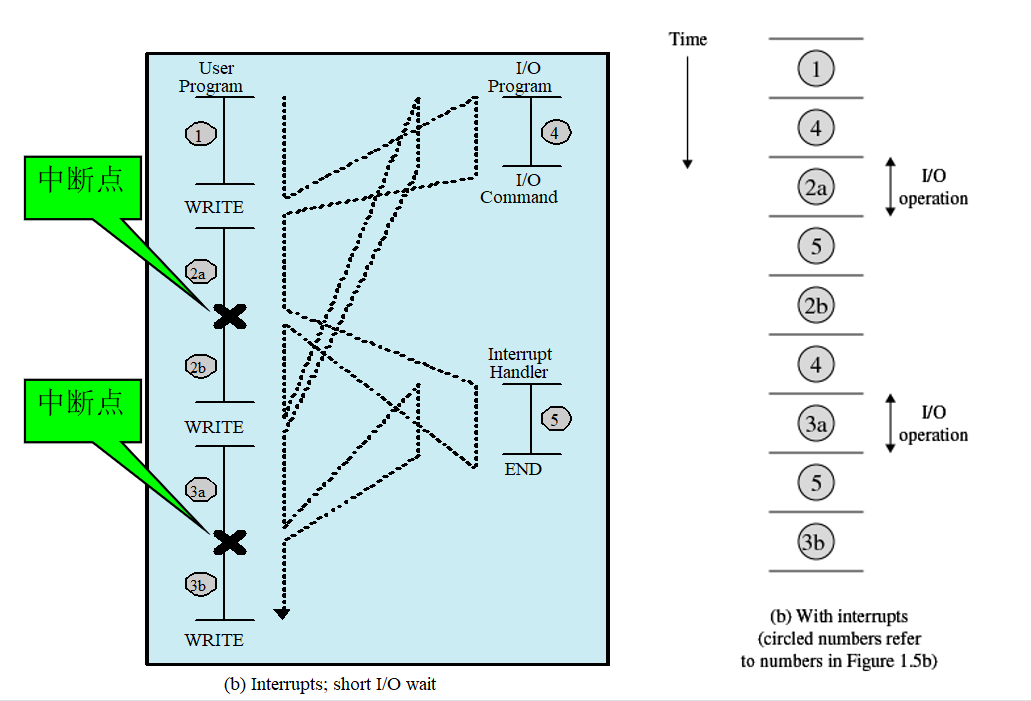 User
Program
1
WRITE
2a
2b
WRITE
3a
3b
WRITE
中断点
中断点
I/O
Program
4
I/O
Command
Interrupt
Handler
5
END
(b) Interrupts; short I/O wait
Time
1
4
2a
5
2b
4
3a
5
3b
I/O
operation
I/O
operation
(b) With interrupts
(circled numbers refer
to numbers in Figure 1.5b)